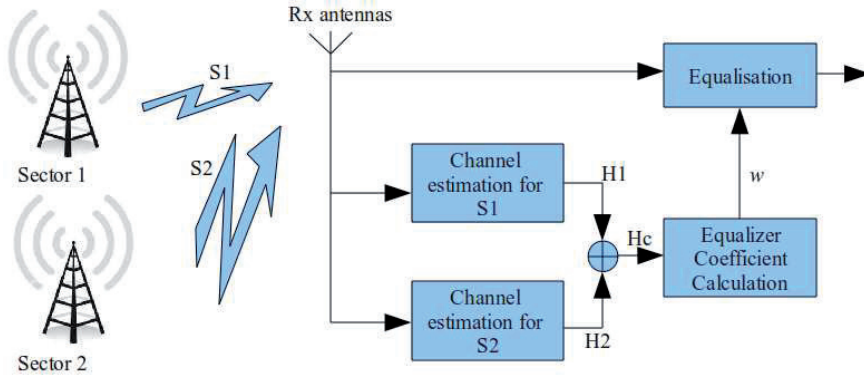 Rx antennas
S1
Equalisation
Sector 1
S2
Channel
estimation for
S1
H1
w
Hc
Equalizer
Coefficient
Calculation
Channel
estimation for
S2
H2
Sector 2